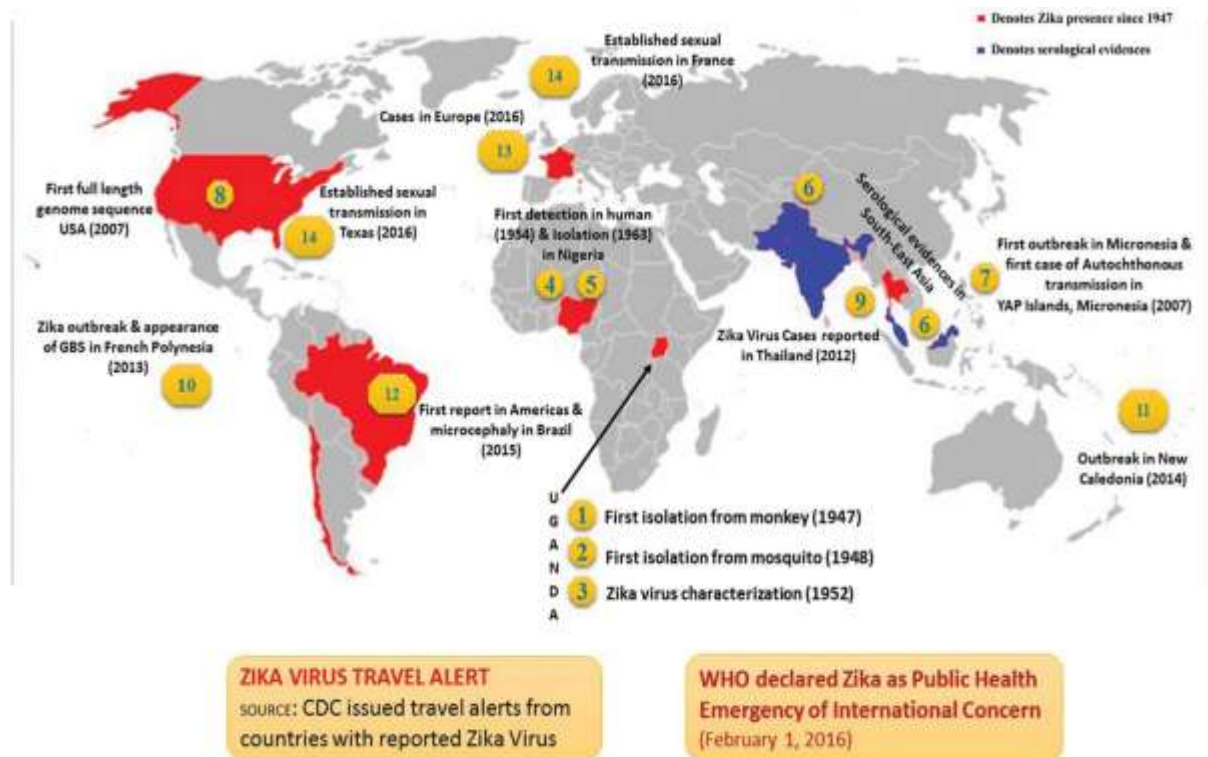 Denotes Zika presence since 1947
Denotes serological evidences
Established sexual
transmission in France
(2016)
14
Cases in Europe (2016)
13
8
First full length
genome sequence
USA (2007)
Established sexual
transmission in
Texas (2016)
14
First detection in human
(1954) & Isolation (1963)
in Nigeria
4
5
6
Serological evidences in
South-East Asia
6
7
First outbreak in Micronesia &
first case of Autochthonous
transmission in
YAP Islands, Micronesia (2007)
9
Zika Virus Cases reported
in Thailand (2012)
Zika outbreak & appearance
of GBS in French Polynesia
(2013)
10
12
First report in Americas &
microcephaly in Brazil
(2015)
11
Outbreak in New
Caledonia (2014)
UGANDA
1 First isolation from monkey (1947)
2 First isolation from mosquito (1948)
3 Zika virus characterization (1952)
ZIKA VIRUS TRAVEL ALERT
SOURCE: CDC issued travel alerts from
countries with reported Zika Virus
WHO declared Zika as Public Health
Emergency of International Concern
(February 1, 2016)